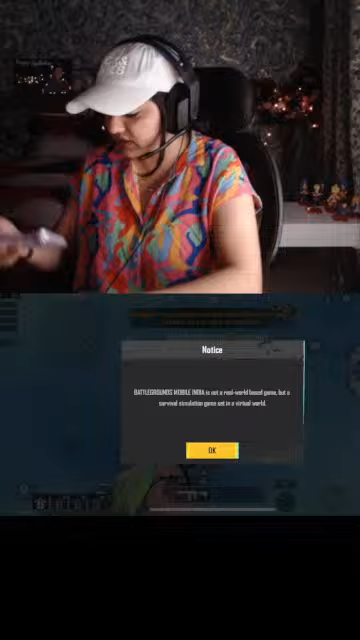 Notice
BATTLEGROUNDS MOBILE INDIA is not a real-world based game, but a
survival simulation game set in a virtual world.
OK